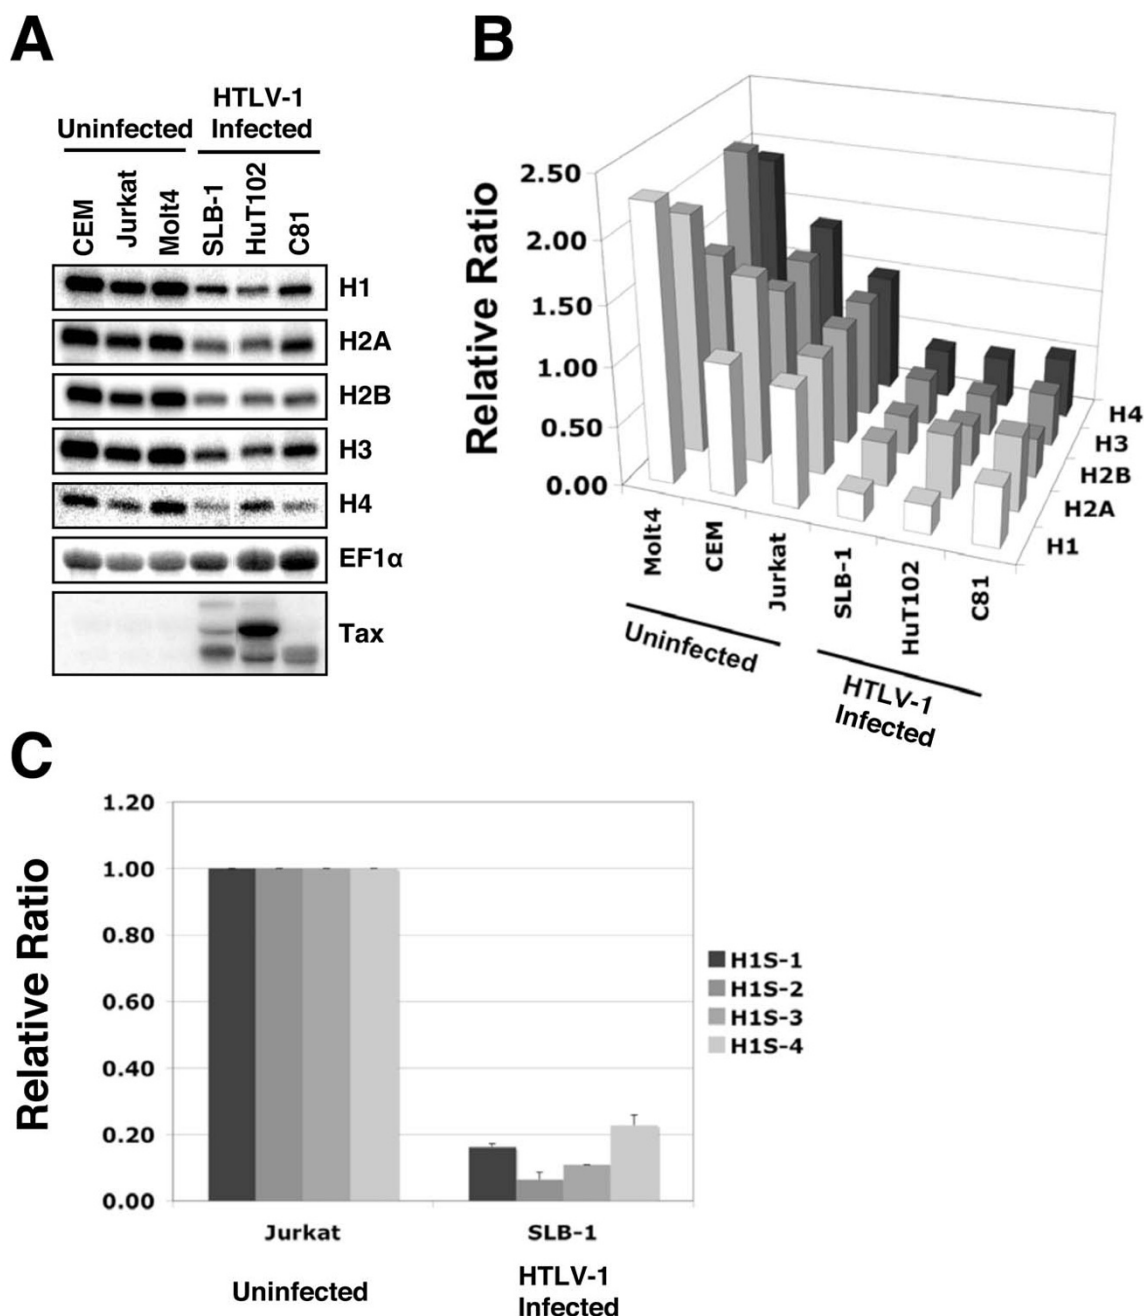 A
HTLV-1
Infected
Uninfected
CEM
Jurkat
Molt4
SLB-1
HuT102
C81
H1
H2A
H2B
H3
H4
EF1α
Tax
B
Relative Ratio
2.50
2.00
1.50
1.00
0.50
0.00
Molt4
CEM
Jurkat
SLB-1
HuT102
C81
H4
H3
H2B
H2A
H1
Uninfected
HTLV-1
Infected
C
Relative Ratio
1.20
1.00
0.80
0.60
0.40
0.20
0.00
H1S-1
H1S-2
H1S-3
H1S-4
Jurkat
SLB-1
Uninfected
HTLV-1
Infected